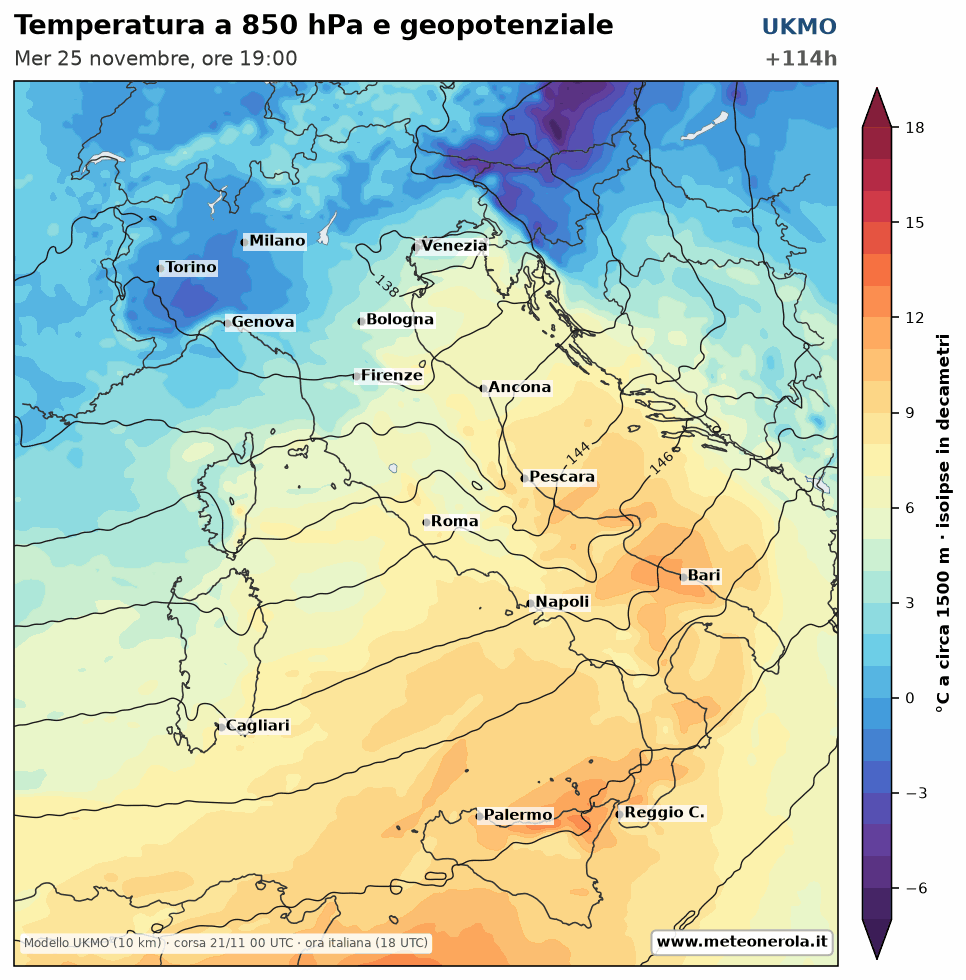 Temperatura a 850 hPa e geopotenziale
UKMO
Mer 25 novembre, ore 19:00
+114h
Milano
Venezia
Torino
138
Genova
Bologna
Firenze
Ancona
144
146
Pescara
Roma
Bari
Napoli
Cagliari
Palermo
Reggio C.
18
15
12
9
6
3
0
−3
−6
°C a circa 1500 m · isoipse in decametri
Modello UKMO (10 km) · corsa 21/11 00 UTC · ora italiana (18 UTC)
www.meteonerola.it